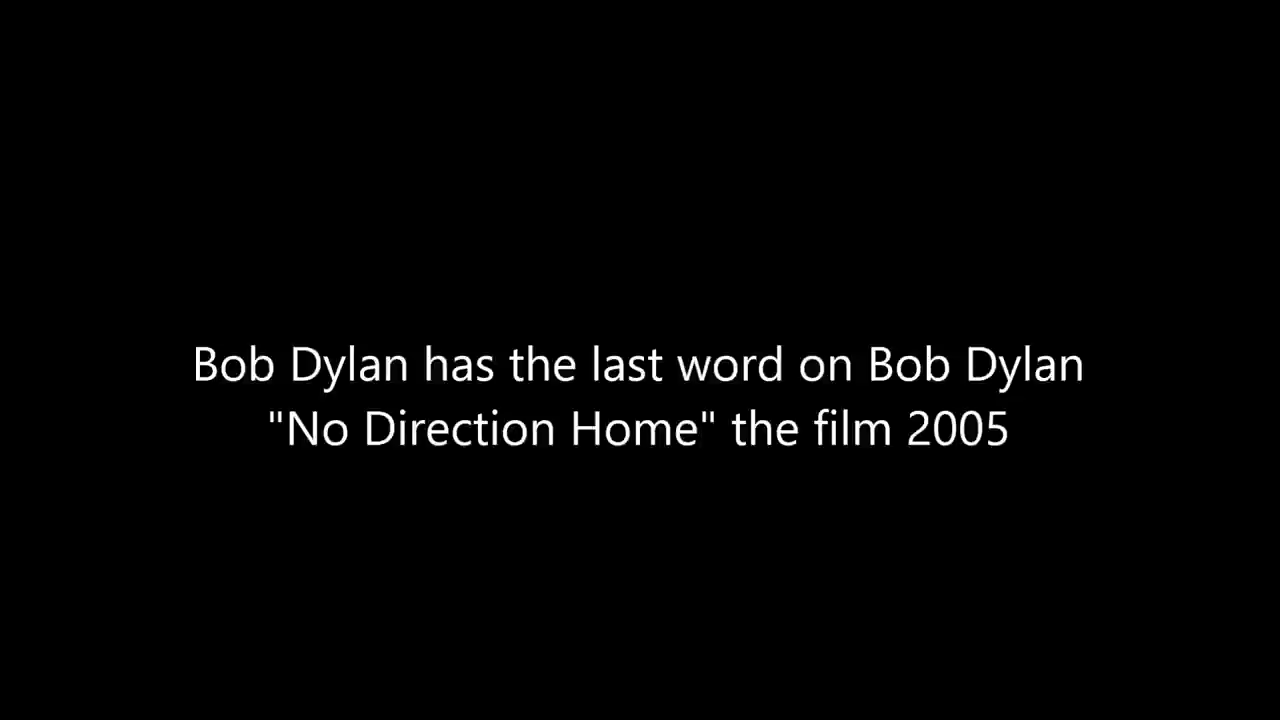 Bob Dylan has the last word on Bob Dylan
"No Direction Home" the film 2005